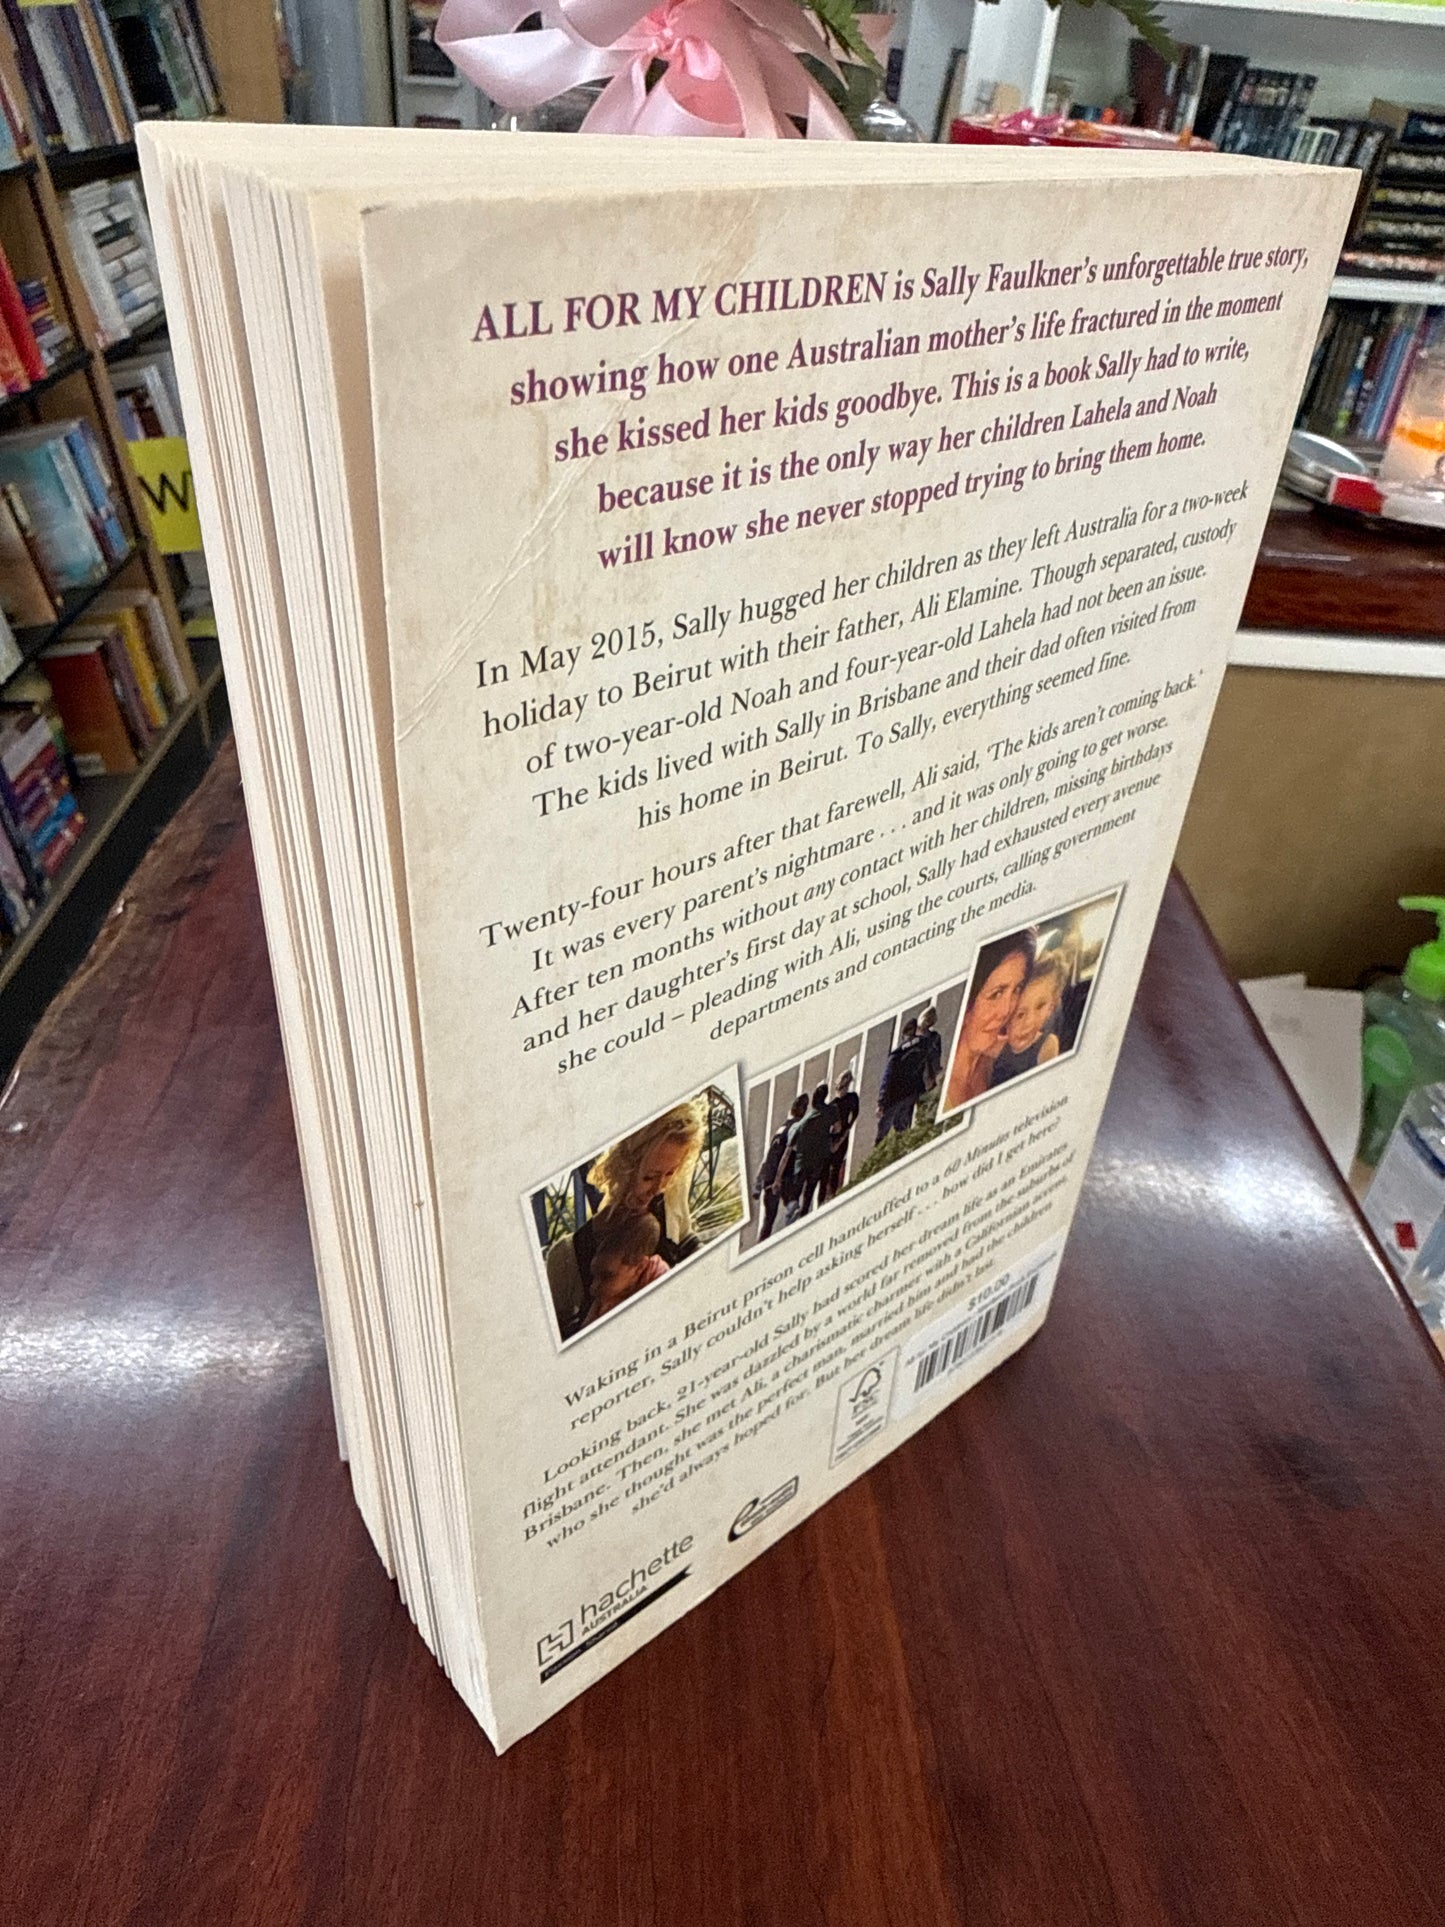 ALL FOR MY CHILDREN is Sally Faulkner's unforgettable true story,
showing how one Australian mother's life fractured in the moment
she kissed her kids goodbye. This is a book Sally had to write,
because it is the only way her children Lahela and Noah
will know she never stopped trying to bring them home.
In May 2015, Sally hugged her children as they left Australia for a two-week
holiday to Beirut with their father, Ali Elamine. Though separated, custody
of two-year-old Noah and four-year-old Lahela had not been an issue.
The kids lived with Sally in Brisbane and their dad often visited from
his home in Beirut. To Sally, everything seemed fine.
Twenty-four hours after that farewell, Ali said, 'The kids aren't coming back.'
It was every parent's nightmare . . . and it was only going to get worse.
After ten months without any contact with her children, missing birthdays
and her daughter's first day at school, Sally had exhausted every avenue
she could – pleading with Ali, using the courts, calling government
departments and contacting the media.
Waking in a Beirut prison cell handcuffed to a 60 Minutes television
reporter, Sally couldn't help asking herself . . . how did I get here?
Looking back, 21-year-old Sally had scored her dream life as an Emirates
flight attendant. She was dazzled by a world far removed from the suburbs of
Brisbane. Then, she met Ali, a charismatic charmer with a Californian accent,
who she thought was the perfect man, married him and had the children
she'd always hoped for. But her dream life didn't last.
$10.00
FSC
hachette
AUSTRALIA
W